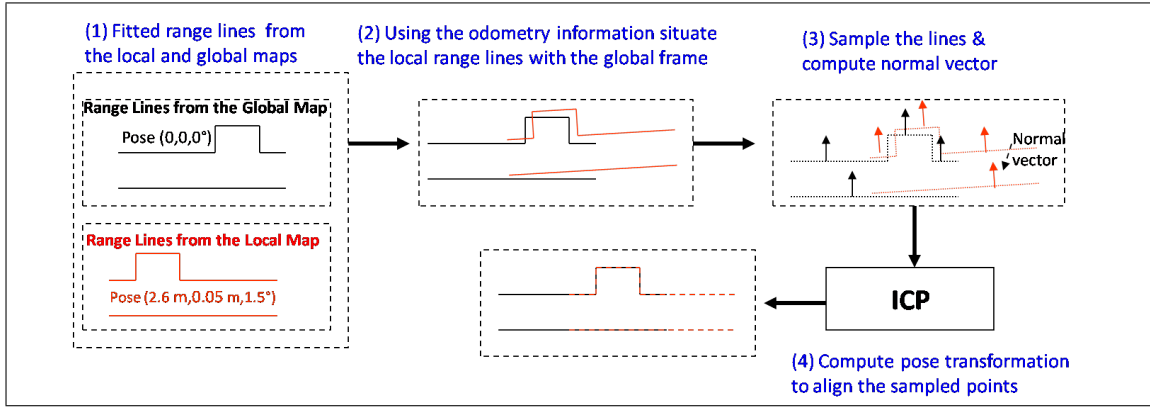 (1) Fitted range lines from
the local and global maps
(2) Using the odometry information situate
the local range lines with the global frame
(3) Sample the lines &
compute normal vector
Range Lines from the Global Map
Pose (0,0,0°)
Range Lines from the Local Map
Pose (2.6 m,0.05 m,1.5°)
Normal
vector
ICP
(4) Compute pose transformation
to align the sampled points